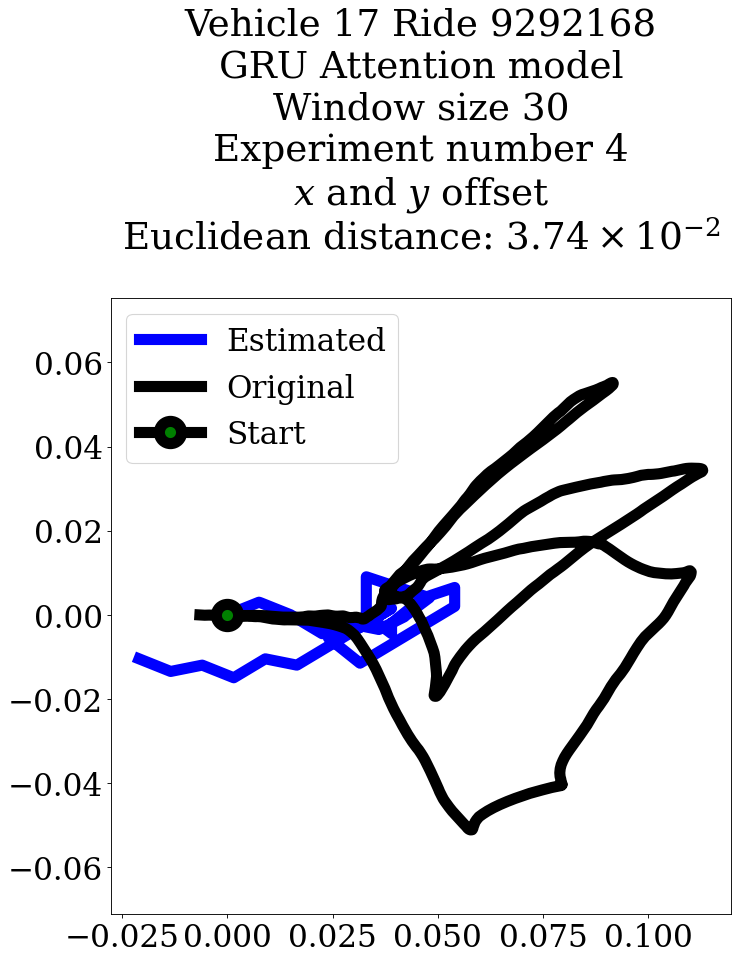 Vehicle 17 Ride 9292168
GRU Attention model
Window size 30
Experiment number 4
x and y offset
Euclidean distance: 3.74 × 10⁻²
Estimated
Original
Start
0.06
0.04
0.02
0.00
−0.02
−0.04
−0.06
−0.025 0.000 0.025 0.050 0.075 0.100